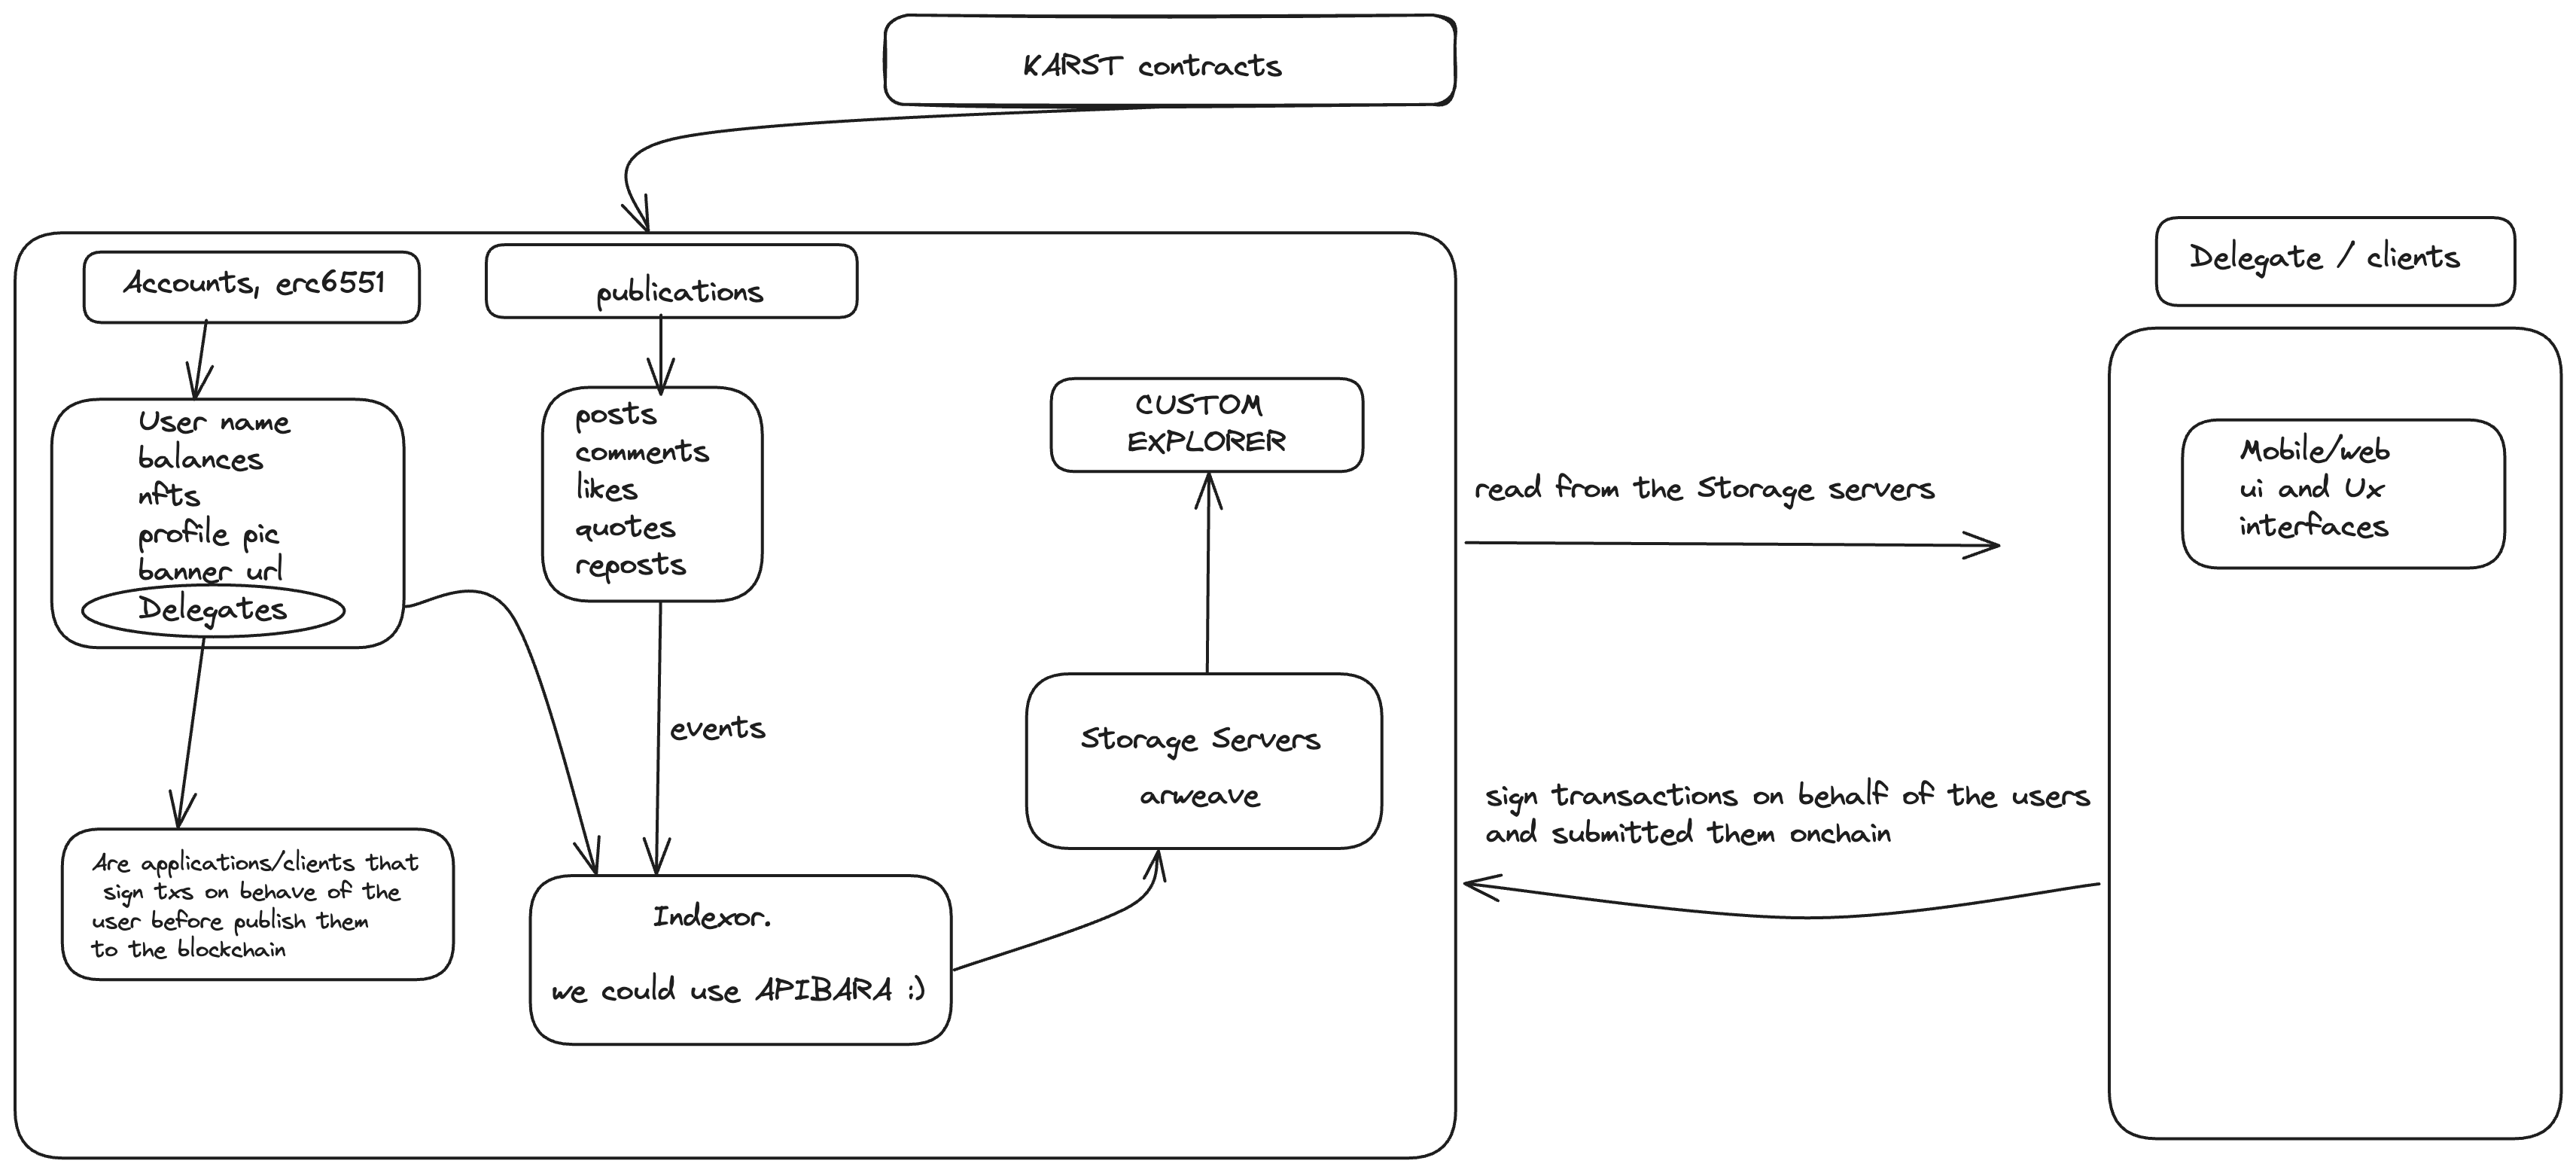 KARST contracts
Accounts, erc6551
publications
Delegate / clients
User name
balances
nfts
profile pic
banner url
Delegates
posts
comments
likes
quotes
reposts
CUSTOM
EXPLORER
read from the Storage servers
Mobile/web
ui and Ux
interfaces
events
Storage Servers
arweave
sign transactions on behalf of the users
and submitted them onchain
Are applications/clients that
sign txs on behave of the
user before publish them
to the blockchain
Indexor.
we could use APIBARA :)